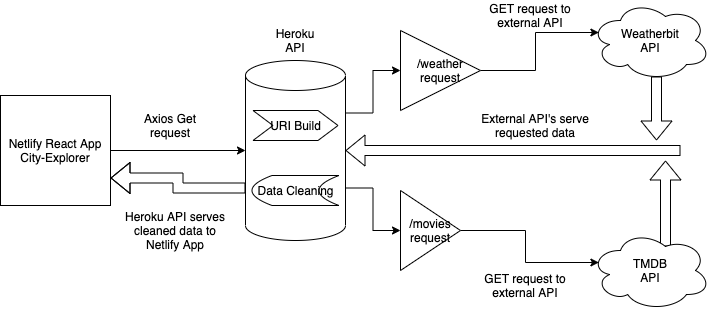 GET request to
external API
Heroku
API
Weatherbit
API
/weather
request
Axios Get
request
URI Build
External API's serve
requested data
Netlify React App
City-Explorer
Data Cleaning
Heroku API serves
cleaned data to
Netlify App
/movies
request
GET request to
external API
TMDB
API